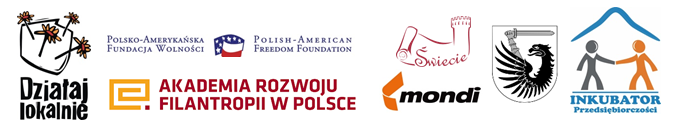 Działaj
lokalnie
Polsko-Amerykańska
Fundacja Wolności
Polish-American
Freedom Foundation
AKADEMIA ROZWOJU
FILANTROPII W POLSCE
Świecie
mondi
INKUBATOR
Przedsiębiorczości